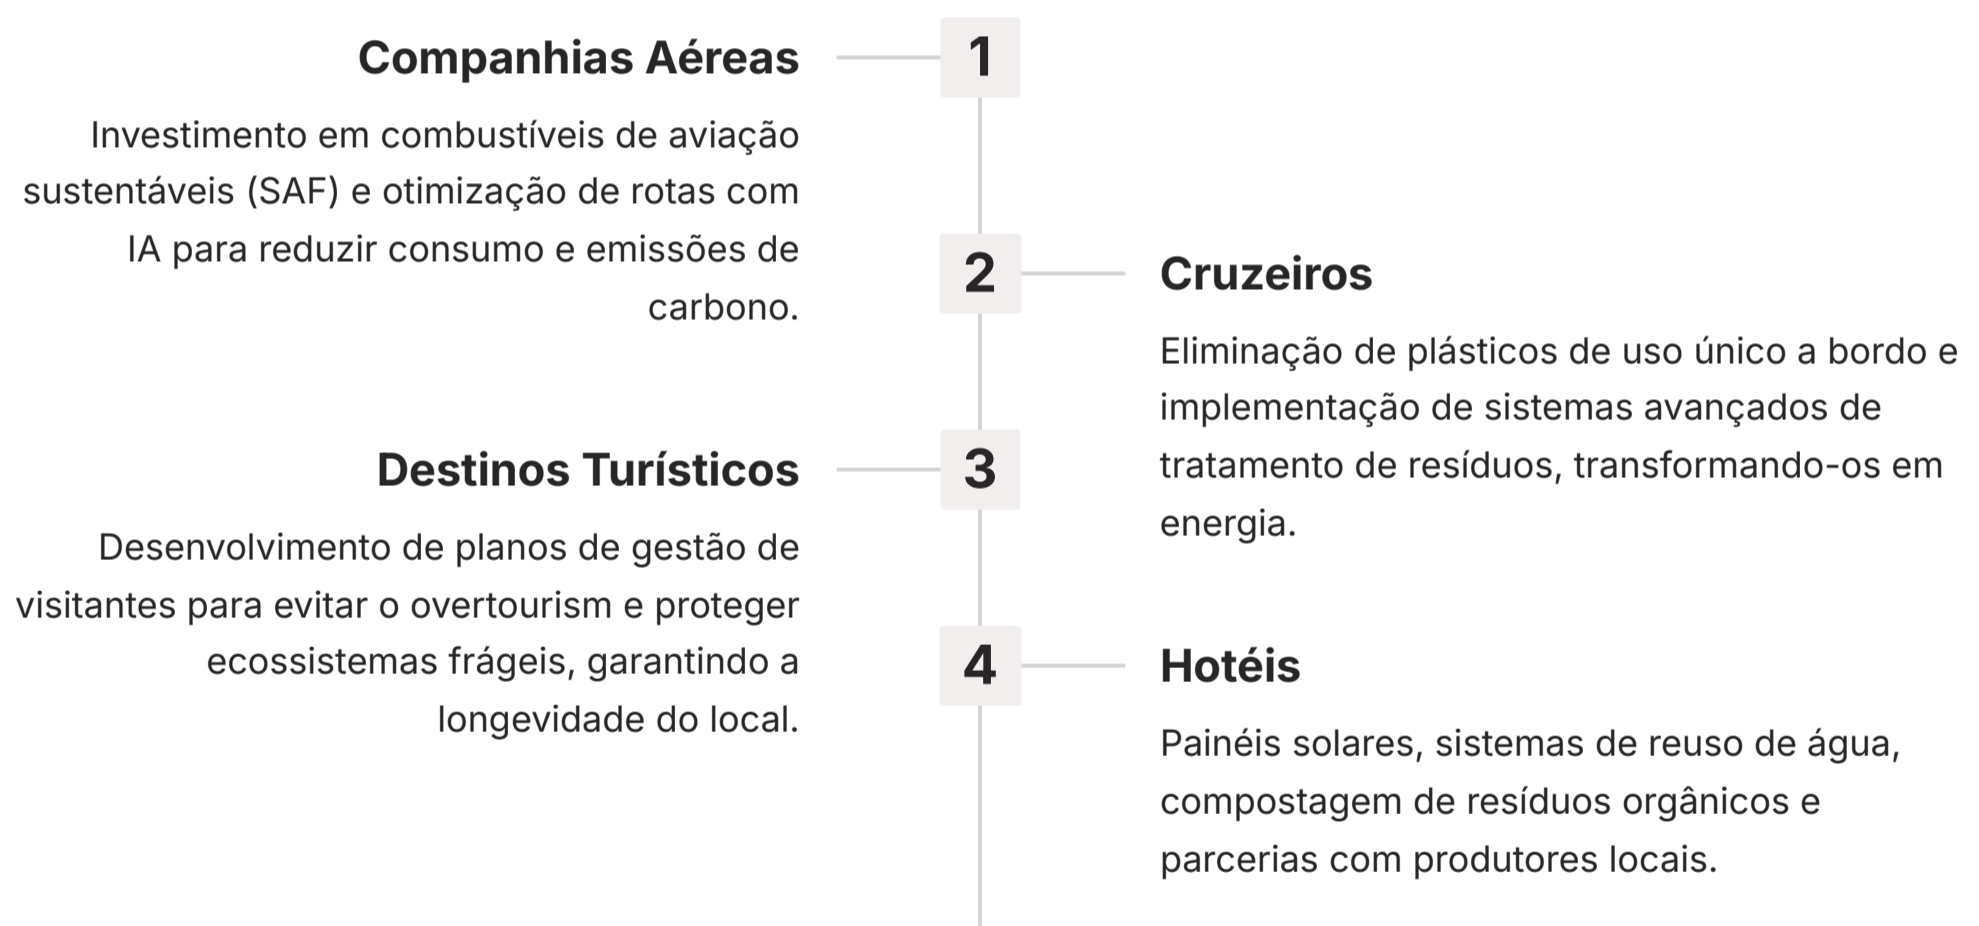 Companhias Aéreas
1
Investimento em combustíveis de aviação
sustentáveis (SAF) e otimização de rotas com
IA para reduzir consumo e emissões de
carbono.
2
Cruzeiros
Eliminação de plásticos de uso único a bordo e
implementação de sistemas avançados de
tratamento de resíduos, transformando-os em
energia.
Destinos Turísticos
3
Desenvolvimento de planos de gestão de
visitantes para evitar o overtourism e proteger
ecossistemas frágeis, garantindo a
longevidade do local.
4
Hotéis
Painéis solares, sistemas de reuso de água,
compostagem de resíduos orgânicos e
parcerias com produtores locais.